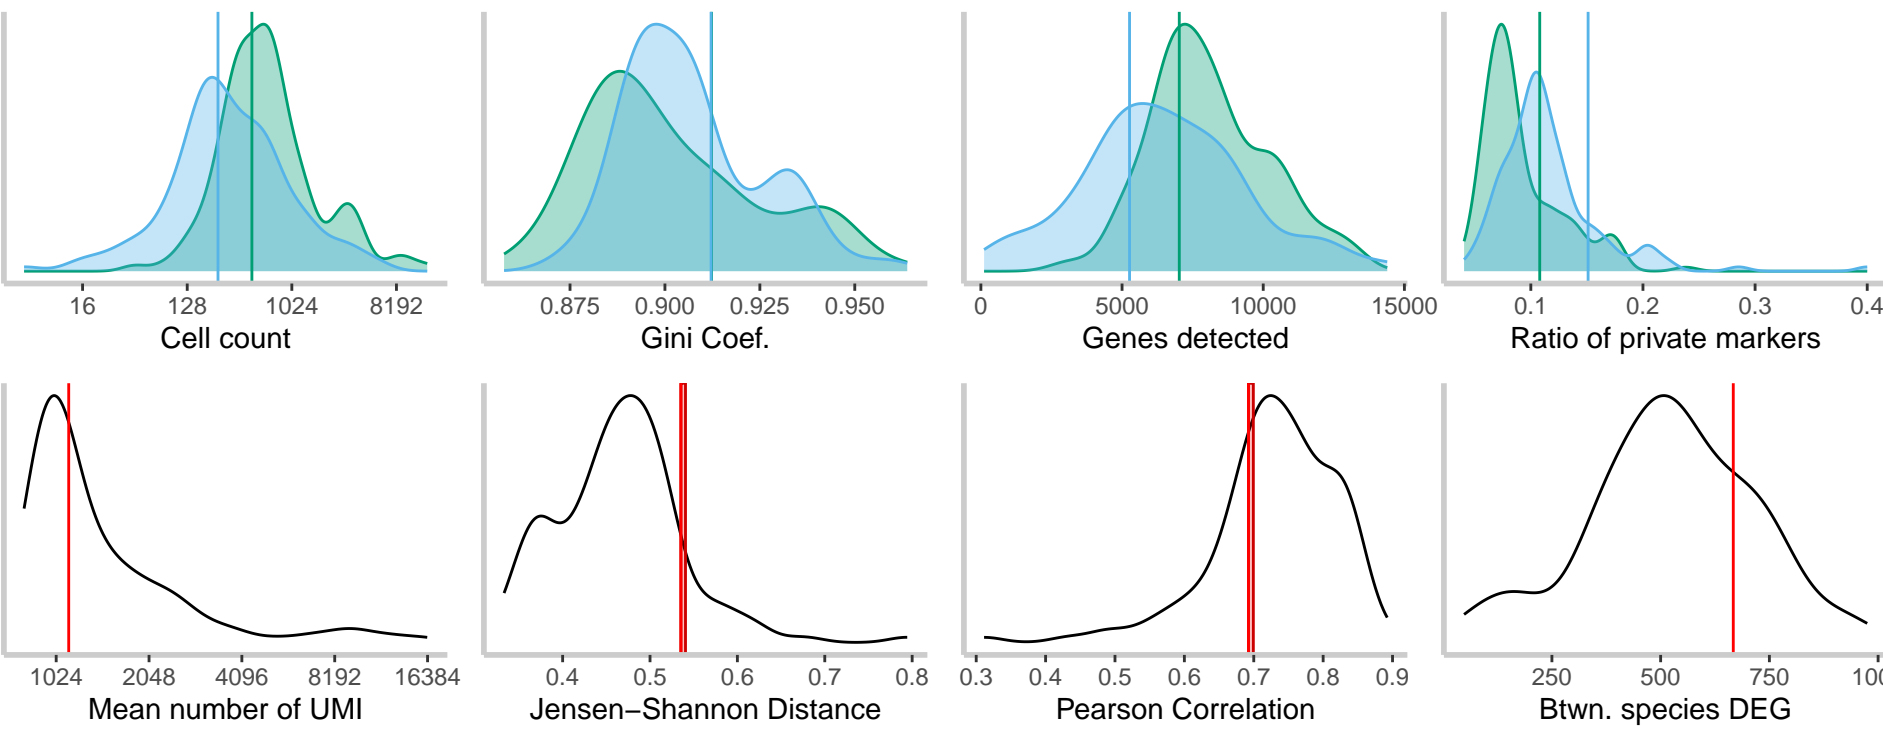 16 128 1024 8192
Cell count
0.875 0.900 0.925 0.950
Gini Coef.
0 5000 10000 15000
Genes detected
0.1 0.2 0.3 0.4
Ratio of private markers
1024 2048 4096 8192 16384
Mean number of UMI
0.4 0.5 0.6 0.7 0.8
Jensen−Shannon Distance
0.3 0.4 0.5 0.6 0.7 0.8 0.9
Pearson Correlation
250 500 750 100
Btwn. species DEG